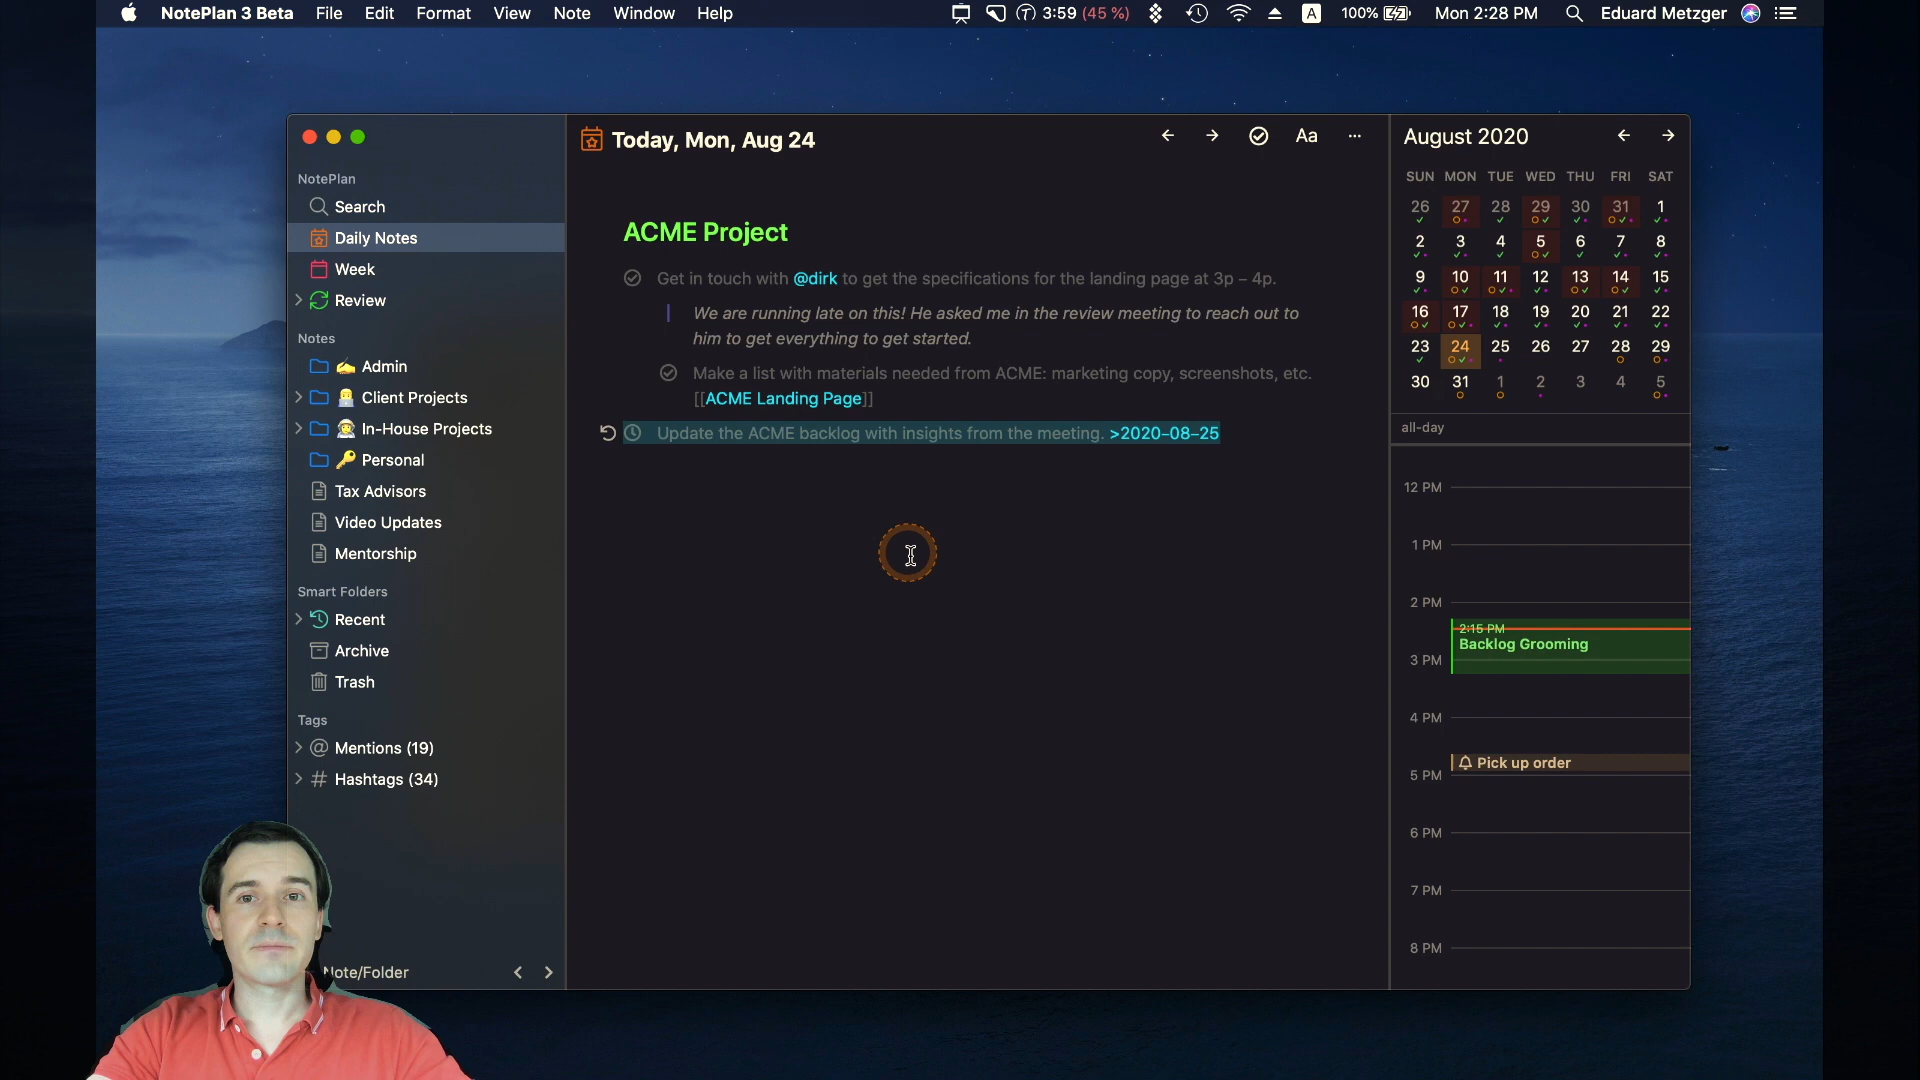 NotePlan 3 Beta File Edit Format View Note Window Help 3:59 (45 %) A 100% Mon 2:28 PM Eduard Metzger
NotePlan
Search
Daily Notes
Week
Review
Notes
Admin
Client Projects
In-House Projects
Personal
Tax Advisors
Video Updates
Mentorship
Smart Folders
Recent
Archive
Trash
Tags
@ Mentions (19)
# Hashtags (34)
Note/Folder
Today, Mon, Aug 24
Aa ...
ACME Project
Get in touch with @dirk to get the specifications for the landing page at 3p – 4p.
We are running late on this! He asked me in the review meeting to reach out to
him to get everything to get started.
Make a list with materials needed from ACME: marketing copy, screenshots, etc.
[[ACME Landing Page]]
Update the ACME backlog with insights from the meeting. >2020-08-25
August 2020
SUN MON TUE WED THU FRI SAT
26 27 28 29 30 31 1
2 3 4 5 6 7 8
9 10 11 12 13 14 15
16 17 18 19 20 21 22
23 24 25 26 27 28 29
30 31 1 2 3 4 5
all-day
12 PM
1 PM
2 PM
2:15 PM
Backlog Grooming
3 PM
4 PM
Pick up order
5 PM
6 PM
7 PM
8 PM